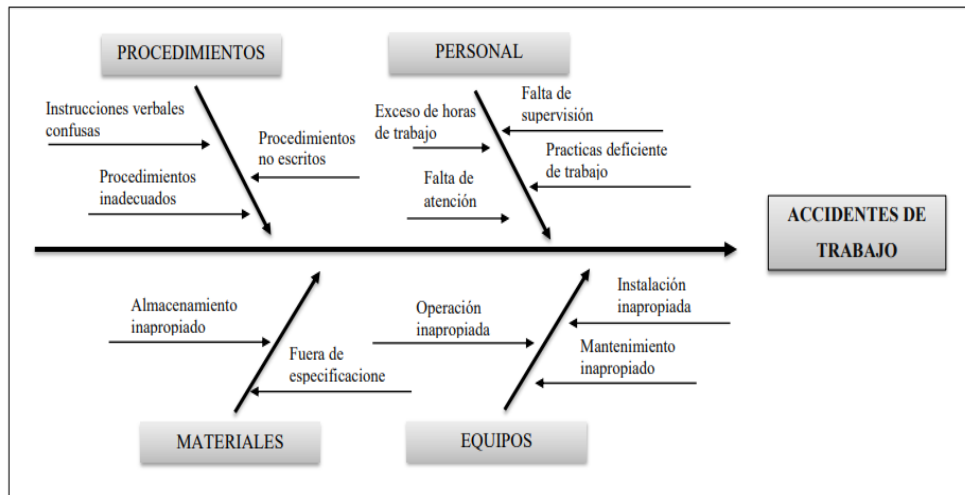 PROCEDIMIENTOS
PERSONAL
Instrucciones verbales
confusas
Procedimientos
no escritos
Procedimientos
inadecuados
Exceso de horas
de trabajo
Falta de
supervisión
Practicas deficiente
de trabajo
Falta de
atención
ACCIDENTES DE
TRABAJO
Almacenamiento
inapropiado
Fuera de
especificacione
Operación
inapropiada
Instalación
inapropiada
Mantenimiento
inapropiado
MATERIALES
EQUIPOS